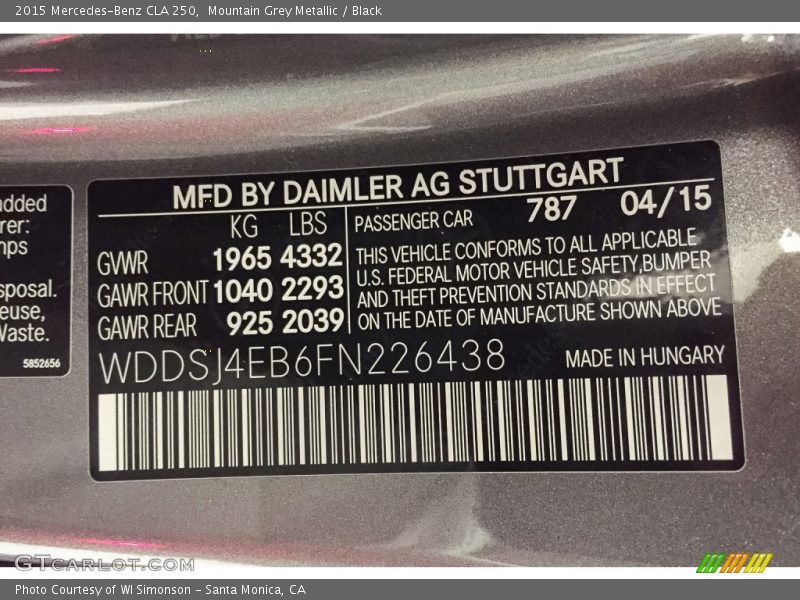 2015 Mercedes-Benz CLA 250,  Mountain Grey Metallic / Black
added
rer:
mps
sposal.
euse,
Waste.
5852656
MFD BY DAIMLER AG STUTTGART
KG LBS
GVWR 1965 4332
GAWR FRONT 1040 2293
GAWR REAR 925 2039
PASSENGER CAR 787 04/15
THIS VEHICLE CONFORMS TO ALL APPLICABLE
U.S. FEDERAL MOTOR VEHICLE SAFETY,BUMPER
AND THEFT PREVENTION STANDARDS IN EFFECT
ON THE DATE OF MANUFACTURE SHOWN ABOVE
WDDSJ4EB6FN226438 MADE IN HUNGARY
GTCARLOT.COM
Photo Courtesy of WI Simonson - Santa Monica, CA